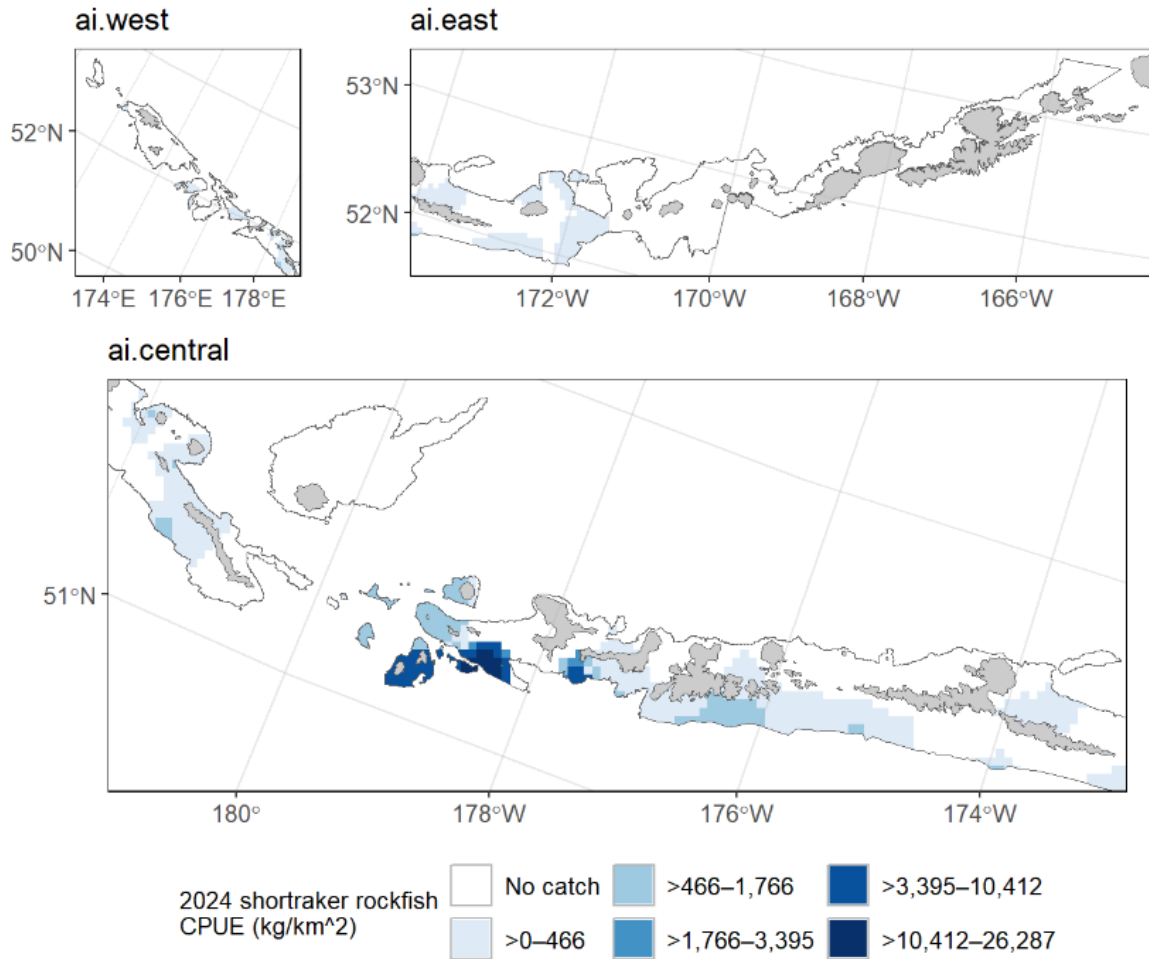 ai.west
ai.east
52°N
50°N
174°E 176°E 178°E
53°N
52°N
172°W 170°W 168°W 166°W
ai.central
51°N
180° 178°W 176°W 174°W
2024 shortraker rockfish
CPUE (kg/km^2)
No catch
>0–466
>466–1,766
>1,766–3,395
>3,395–10,412
>10,412–26,287